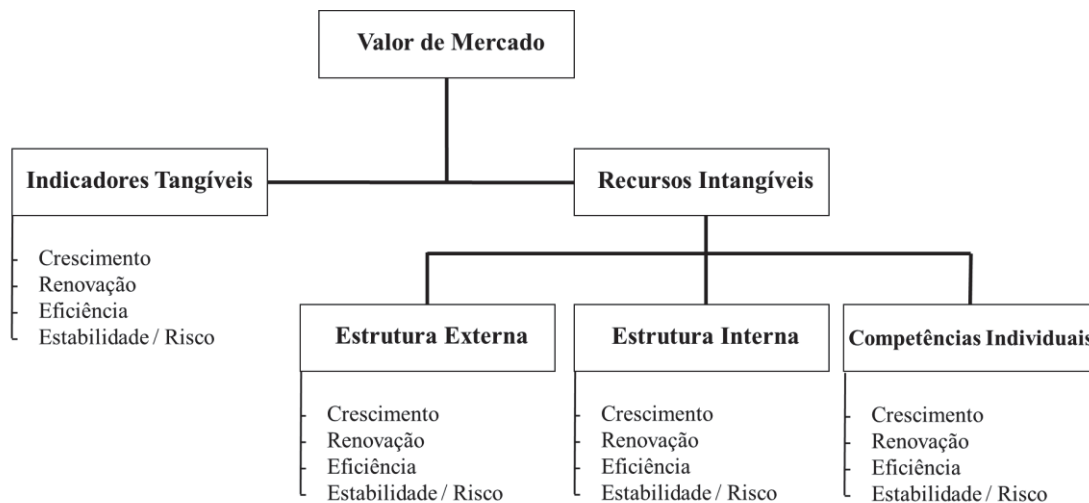 Valor de Mercado
Indicadores Tangíveis
Recursos Intangíveis
Crescimento
Renovação
Eficiência
Estabilidade / Risco
Estrutura Externa
Estrutura Interna
Competências Individuais
Crescimento
Renovação
Eficiência
Estabilidade / Risco
Crescimento
Renovação
Eficiência
Estabilidade / Risco
Crescimento
Renovação
Eficiência
Estabilidade / Risco